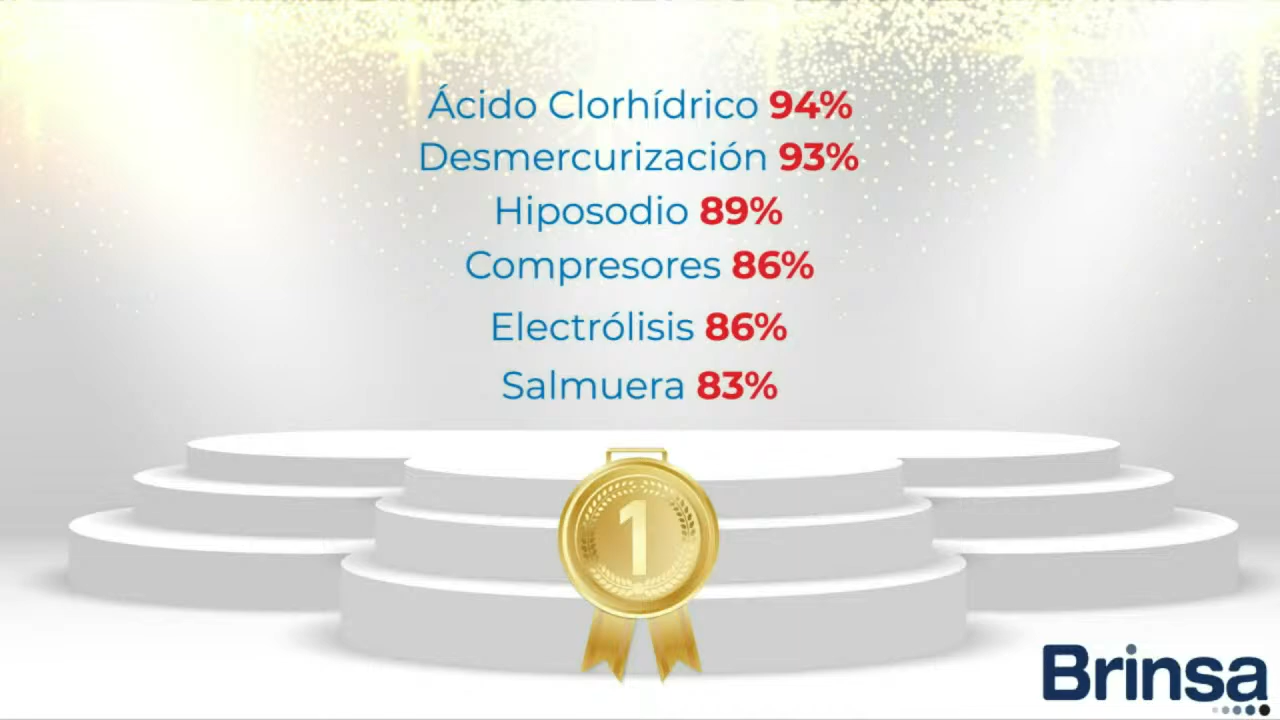 Ácido Clorhídrico 94%
Desmercurización 93%
Hiposodio 89%
Compresores 86%
Electrólisis 86%
Salmuera 83%
1
Brinsa